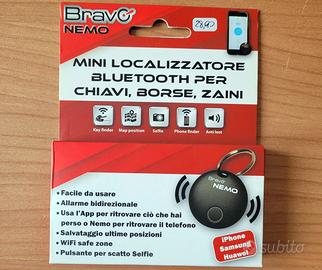 Bravo
NEMO
28,90
MINI LOCALIZZATORE
BLUETOOTH PER
CHIAVI, BORSE, ZAINI
Key finder
Map position
Selfie
Phone finder
Anti lost
Bravo
NEMO
• Facile da usare
• Allarme bidirezionale
• Usa l'App per ritrovare ciò che hai
perso o Nemo per ritrovare il telefono
• Salvataggio ultime posizioni
• WiFi safe zone
• Pulsante per scatto Selfie
iPhone
Samsung
Huawei
subito